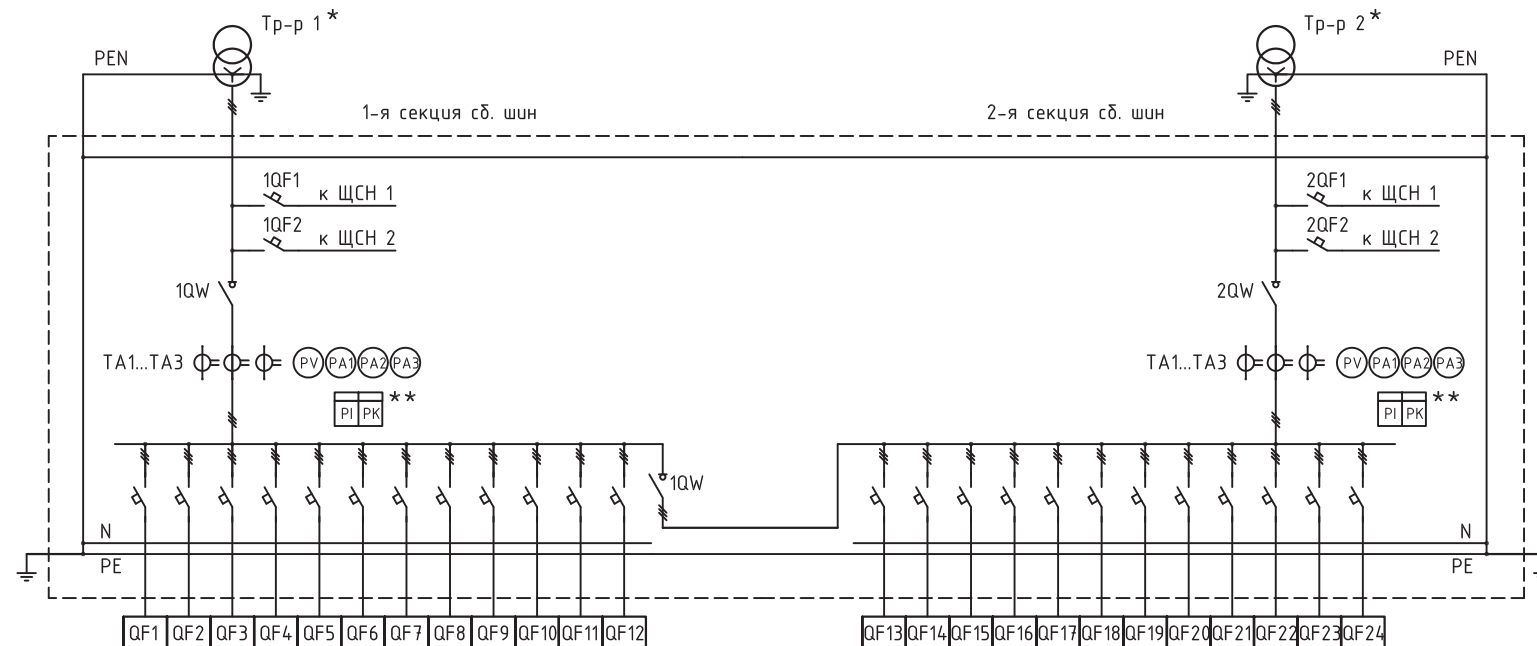 Тр-р 1*
Тр-р 2*
PEN
PEN
1-я секция сб. шин
2-я секция сб. шин
1QF1
к ЩСН 1
2QF1
к ЩСН 1
1QF2
к ЩСН 2
2QF2
к ЩСН 2
1QW
2QW
TA1...TA3
PV
PA1
PA2
PA3
TA1...TA3
PV
PA1
PA2
PA3
PI
PK
**
PI
PK
**
1QW
N
N
PE
PE
QF1
QF2
QF3
QF4
QF5
QF6
QF7
QF8
QF9
QF10
QF11
QF12
QF13
QF14
QF15
QF16
QF17
QF18
QF19
QF20
QF21
QF22
QF23
QF24